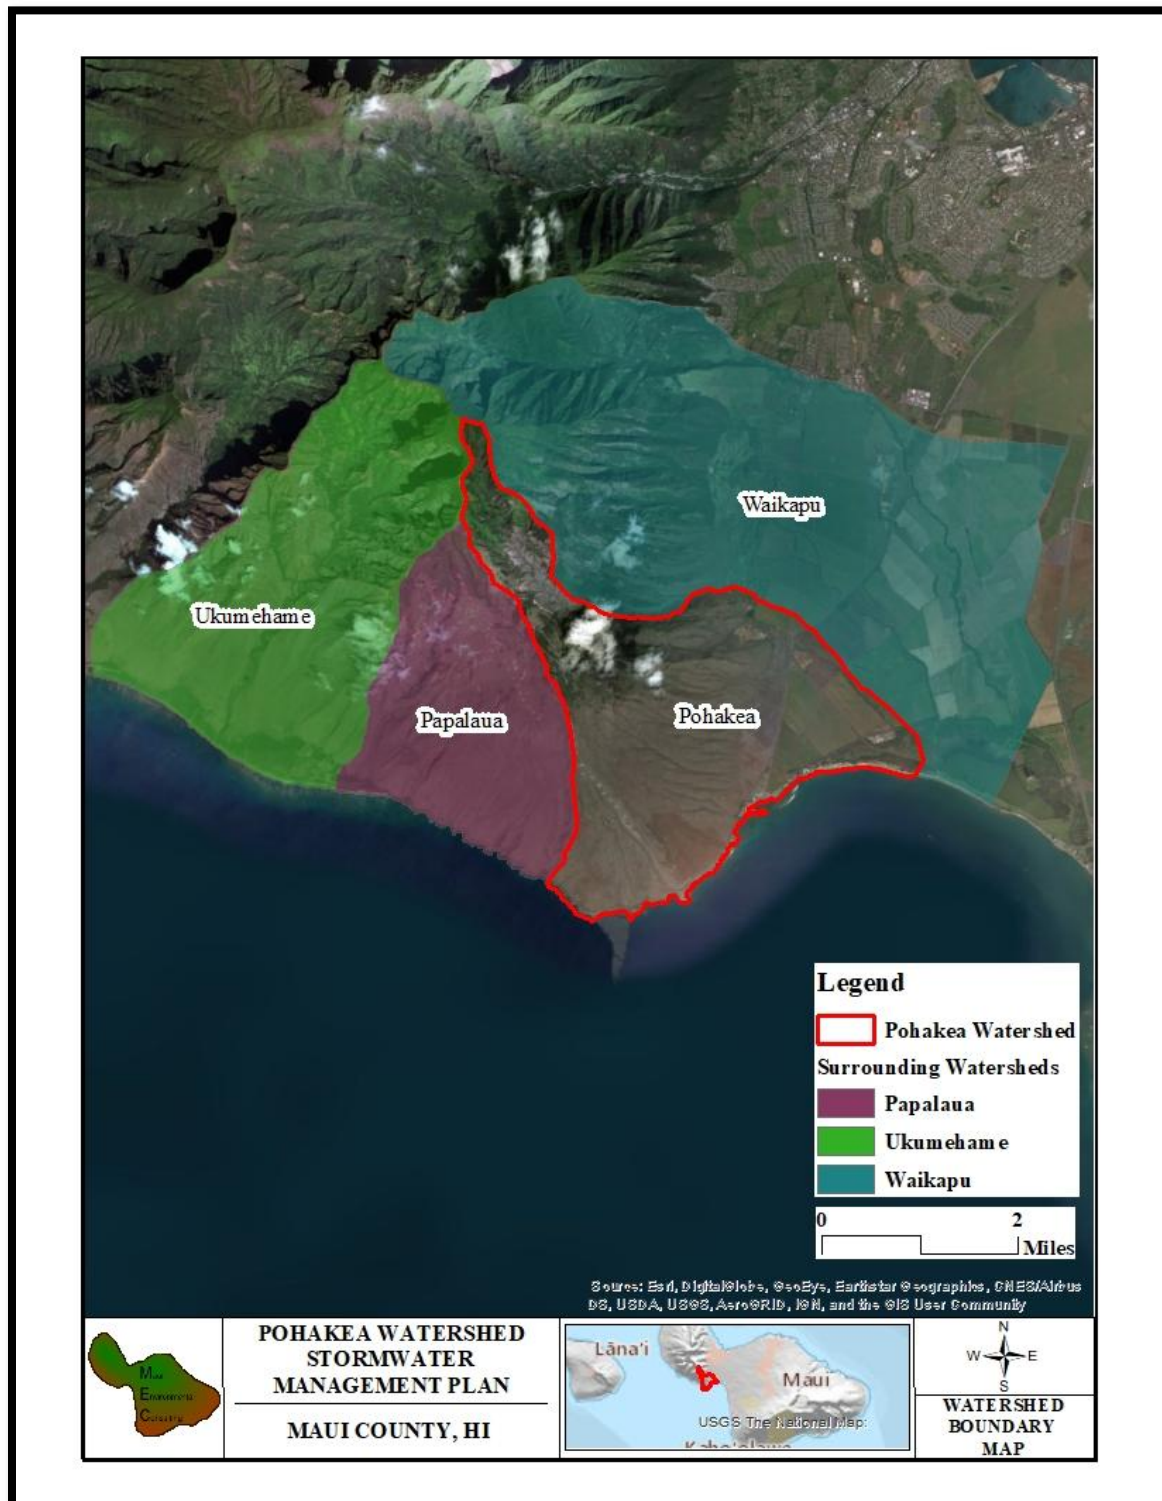 Waikapu
Ukumehame
Papalaua
Pohakea
Legend
Pohakea Watershed
Surrounding Watersheds
Papalaua
Ukumehame
Waikapu
0 2
Miles
Source: Esri, DigitalGlobe, GeoEye, Earthstar Geographics, CNES/Airbus
DS, USDA, USGS, AeroGRID, IGN, and the GIS User Community
POHAKEA WATERSHED
STORMWATER
MANAGEMENT PLAN
MAUI COUNTY, HI
Lāna'i
Maui
USGS The National Map:
N
W E
S
WATERSHED
BOUNDARY
MAP